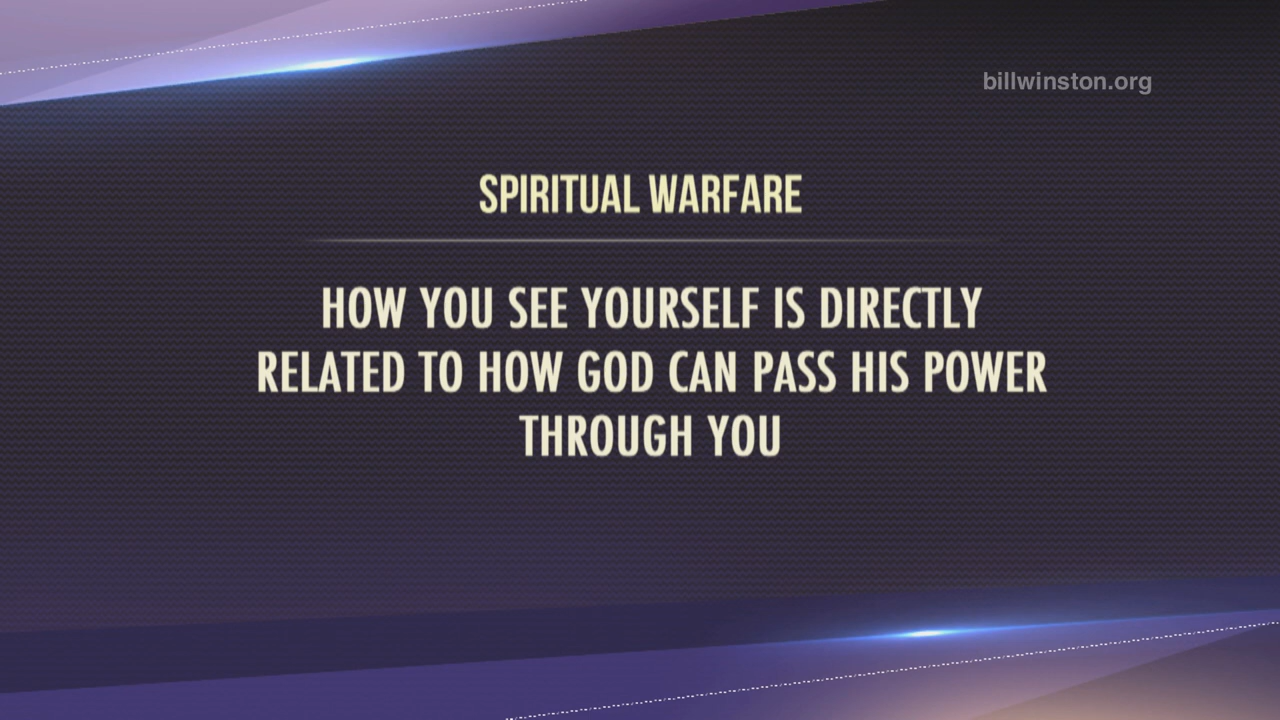 billwinston.org
SPIRITUAL WARFARE
HOW YOU SEE YOURSELF IS DIRECTLY
RELATED TO HOW GOD CAN PASS HIS POWER
THROUGH YOU